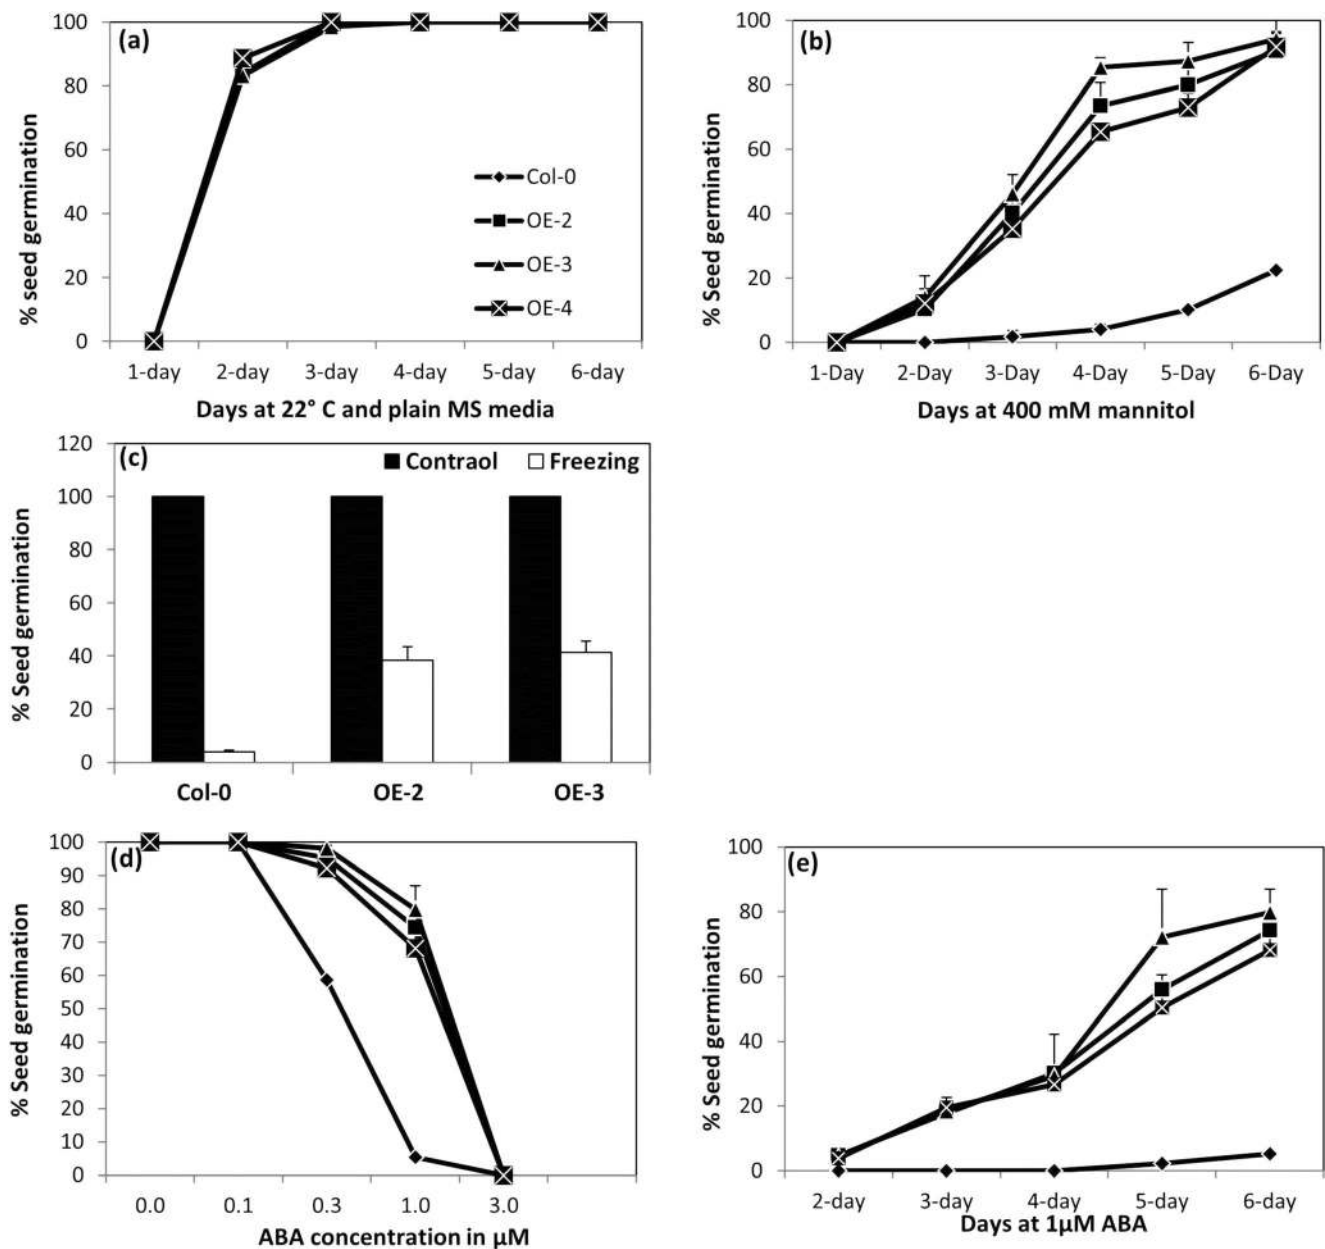 (a)
% seed germination
100
80
60
40
20
0
Col-0
OE-2
OE-3
OE-4
1-day 2-day 3-day 4-day 5-day 6-day
Days at 22° C and plain MS media
(b)
% Seed germination
100
80
60
40
20
0
1-Day 2-Day 3-Day 4-Day 5-Day 6-Day
Days at 400 mM mannitol
(c)
% Seed germination
120
100
80
60
40
20
0
Contraol Freezing
Col-0 OE-2 OE-3
(d)
% Seed germination
100
90
80
70
60
50
40
30
20
10
0
0.0 0.1 0.3 1.0 3.0
ABA concentration in µM
(e)
% Seed germination
100
80
60
40
20
0
2-day 3-day 4-day 5-day 6-day
Days at 1µM ABA